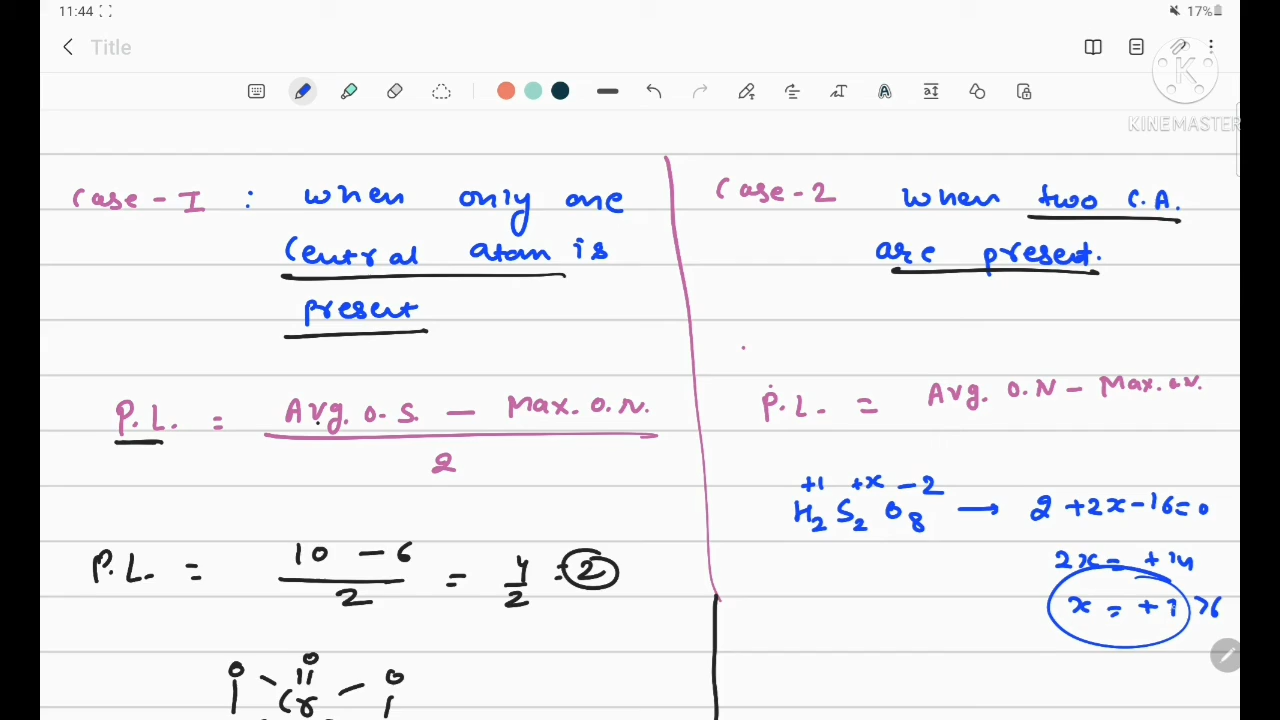 11:44
17%
Title
KINEMASTER
Case - I : when only one
Central atom is
present
P.L. = Avg. O.S. - Max. O.N.
2
P.L. = 10 - 6 = 4 = 2
2 2
O O O
Cr
Case - 2 when two C.A.
are present.
P.L. = Avg. O.N - Max. O.N.
+1 +x -2
H2 S2 O8 → 2 + 2x - 16 = 0
2x = + 14
x = + 7 > 6